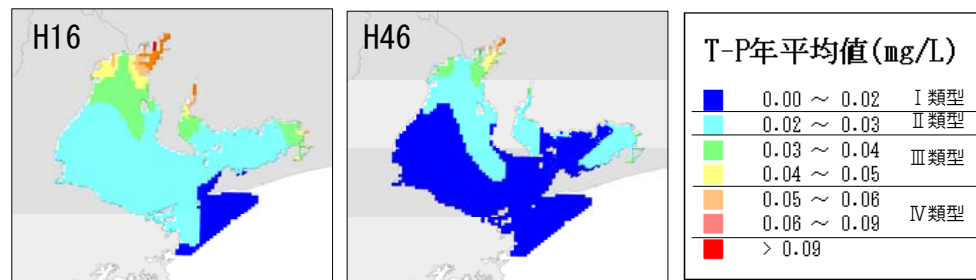 H16
H46
T-P年平均値(mg/L)
0.00 ～ 0.02 Ⅰ類型
0.02 ～ 0.03 Ⅱ類型
0.03 ～ 0.04
Ⅲ類型
0.04 ～ 0.05
0.05 ～ 0.06
Ⅳ類型
0.06 ～ 0.09
> 0.09